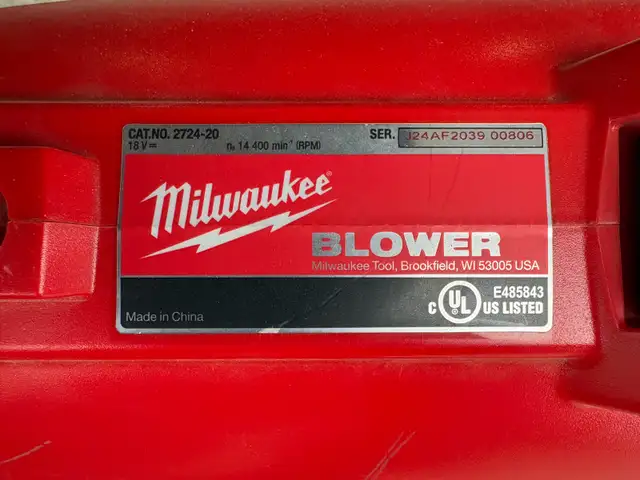 CAT.NO. 2724-20 SER. J24AF2039 00806
18 V⎓ n₀ 14 400 min⁻¹ (RPM)
Milwaukee®
BLOWER
Milwaukee Tool, Brookfield, WI 53005 USA
E485843
C UL US LISTED
Made in China